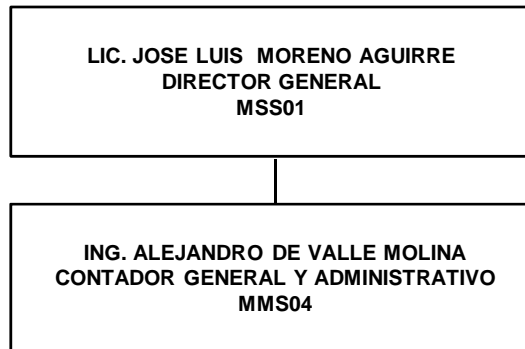 LIC. JOSE LUIS  MORENO AGUIRRE
DIRECTOR GENERAL
MSS01
ING. ALEJANDRO DE VALLE MOLINA
CONTADOR GENERAL Y ADMINISTRATIVO
MMS04